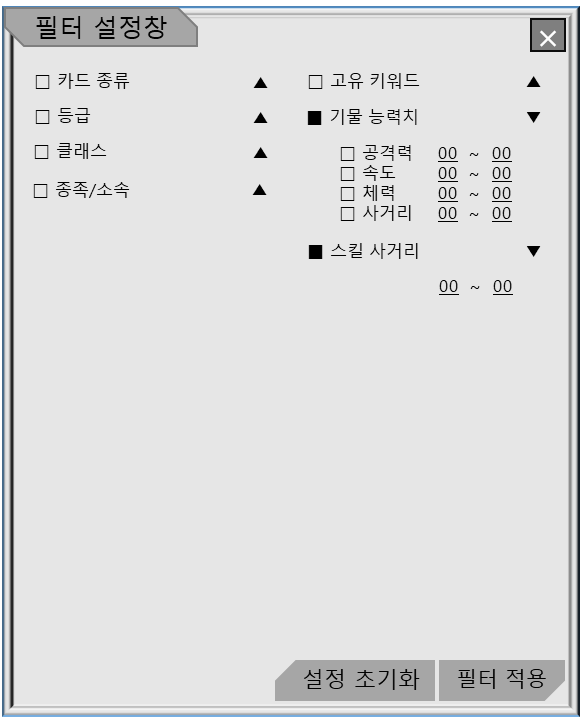 필터 설정창
□ 카드 종류 ▲
□ 등급 ▲
□ 클래스 ▲
□ 종족/소속 ▲
□ 고유 키워드 ▲
■ 기물 능력치 ▼
□ 공격력 00 ~ 00
□ 속도 00 ~ 00
□ 체력 00 ~ 00
□ 사거리 00 ~ 00
■ 스킬 사거리 ▼
00 ~ 00
설정 초기화
필터 적용